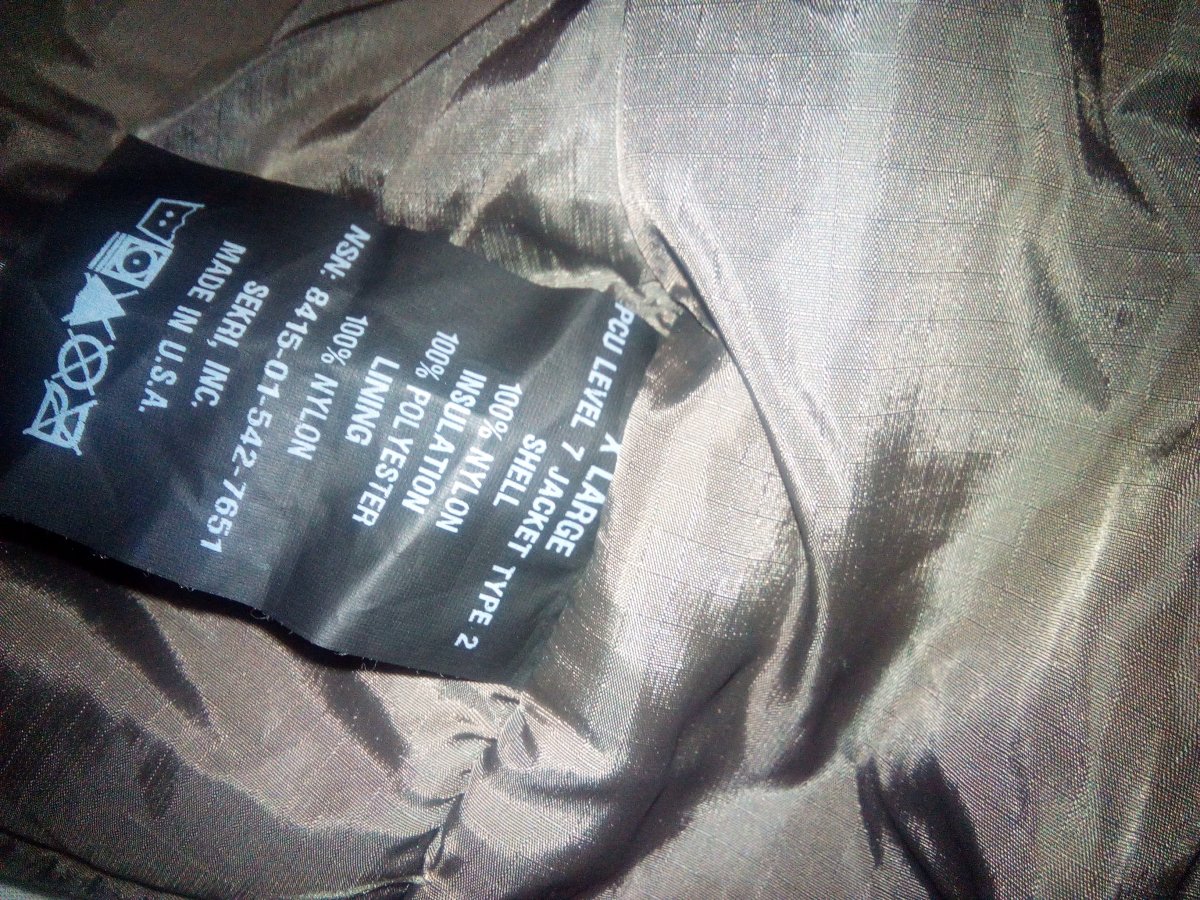 X LARGE
PCU LEVEL 7 JACKET TYPE 2
SHELL
100% NYLON
INSULATION
100% POLYESTER
LINING
100% NYLON
NSN: 8415-01-542-7651
SEKRI, INC.
MADE IN U.S.A.